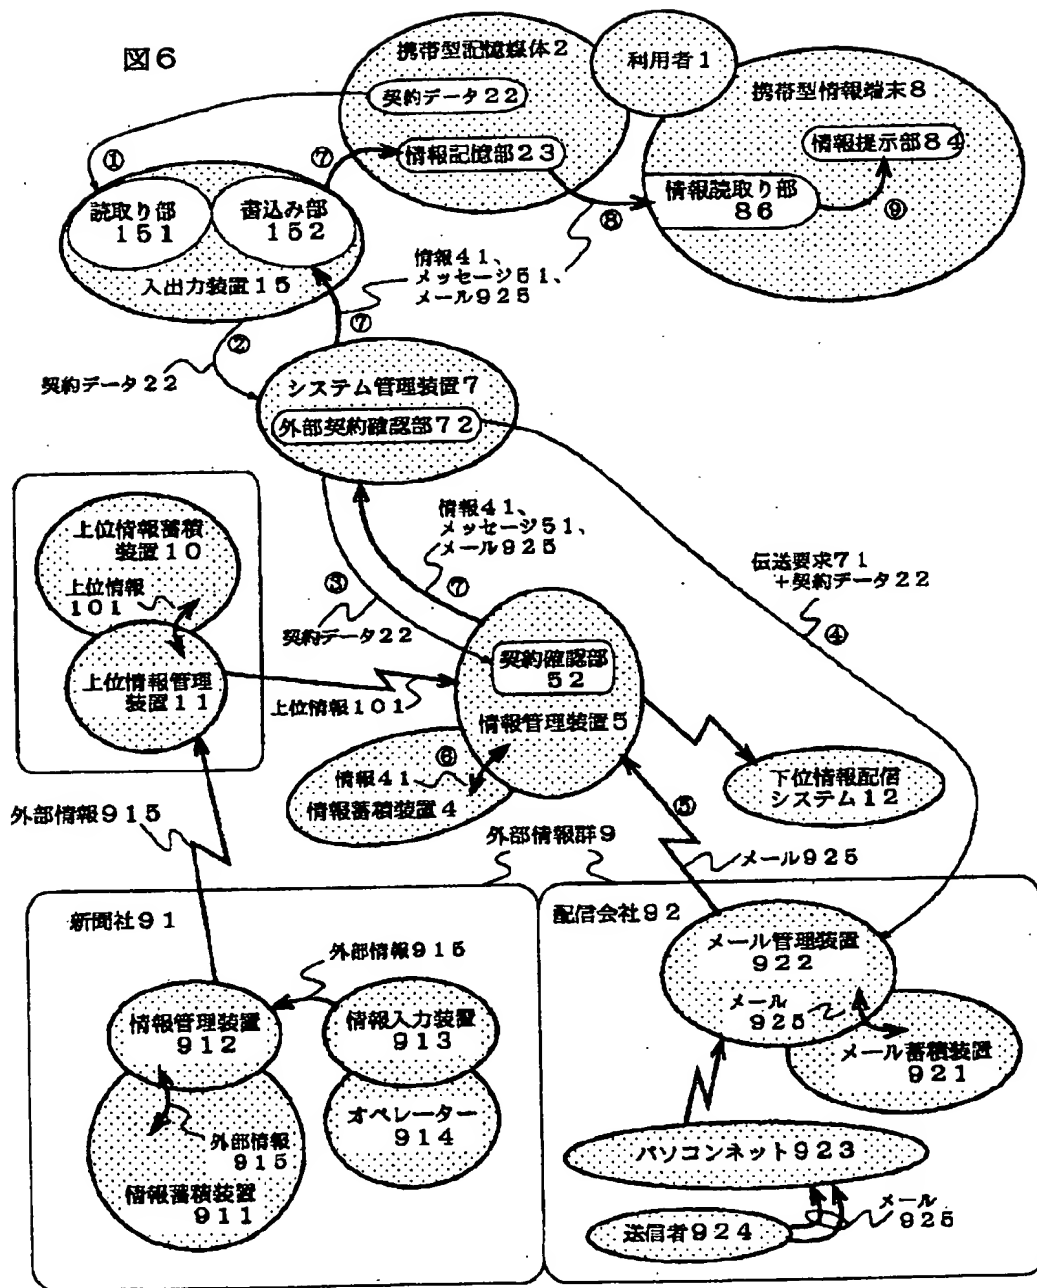 図6
携帯型記憶媒体2
利用者1
契約データ22
情報記憶部23
携帯型情報端末8
情報提示部84
情報読取り部
86
①
⑦
⑧
⑨
読取り部
151
書込み部
152
入出力装置15
情報41、
メッセージ51、
メール925
②
⑦
契約データ22
システム管理装置7
外部契約確認部72
上位情報蓄積
装置10
上位情報
101
上位情報管理
装置11
③
契約データ22
情報41、
メッセージ51、
メール925
⑦
伝送要求71
+契約データ22
④
契約確認部
52
情報管理装置5
上位情報101
⑥
情報41
情報蓄積装置4
下位情報配信
システム12
外部情報915
外部情報群9
⑤
メール925
新聞社91
外部情報915
情報管理装置
912
情報入力装置
913
オペレーター
914
外部情報
915
情報蓄積装置
911
配信会社92
メール管理装置
922
メール
925
メール蓄積装置
921
パソコンネット923
送信者924
メール
925